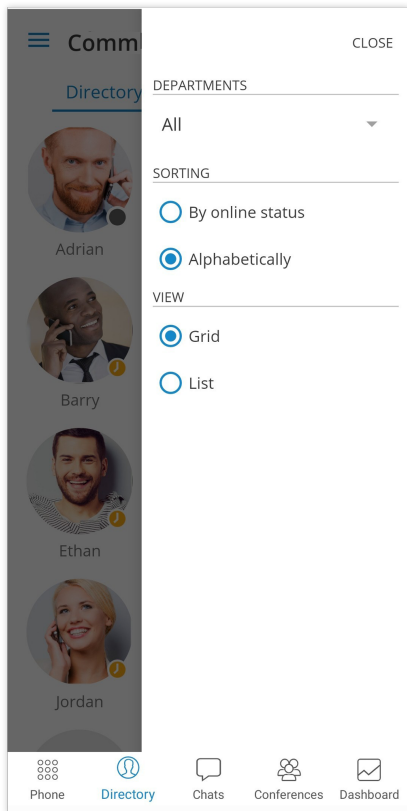 Comm
CLOSE
Directory
DEPARTMENTS
All
Adrian
SORTING
By online status
Alphabetically
VIEW
Grid
List
Barry
Ethan
Jordan
Phone
Directory
Chats
Conferences
Dashboard